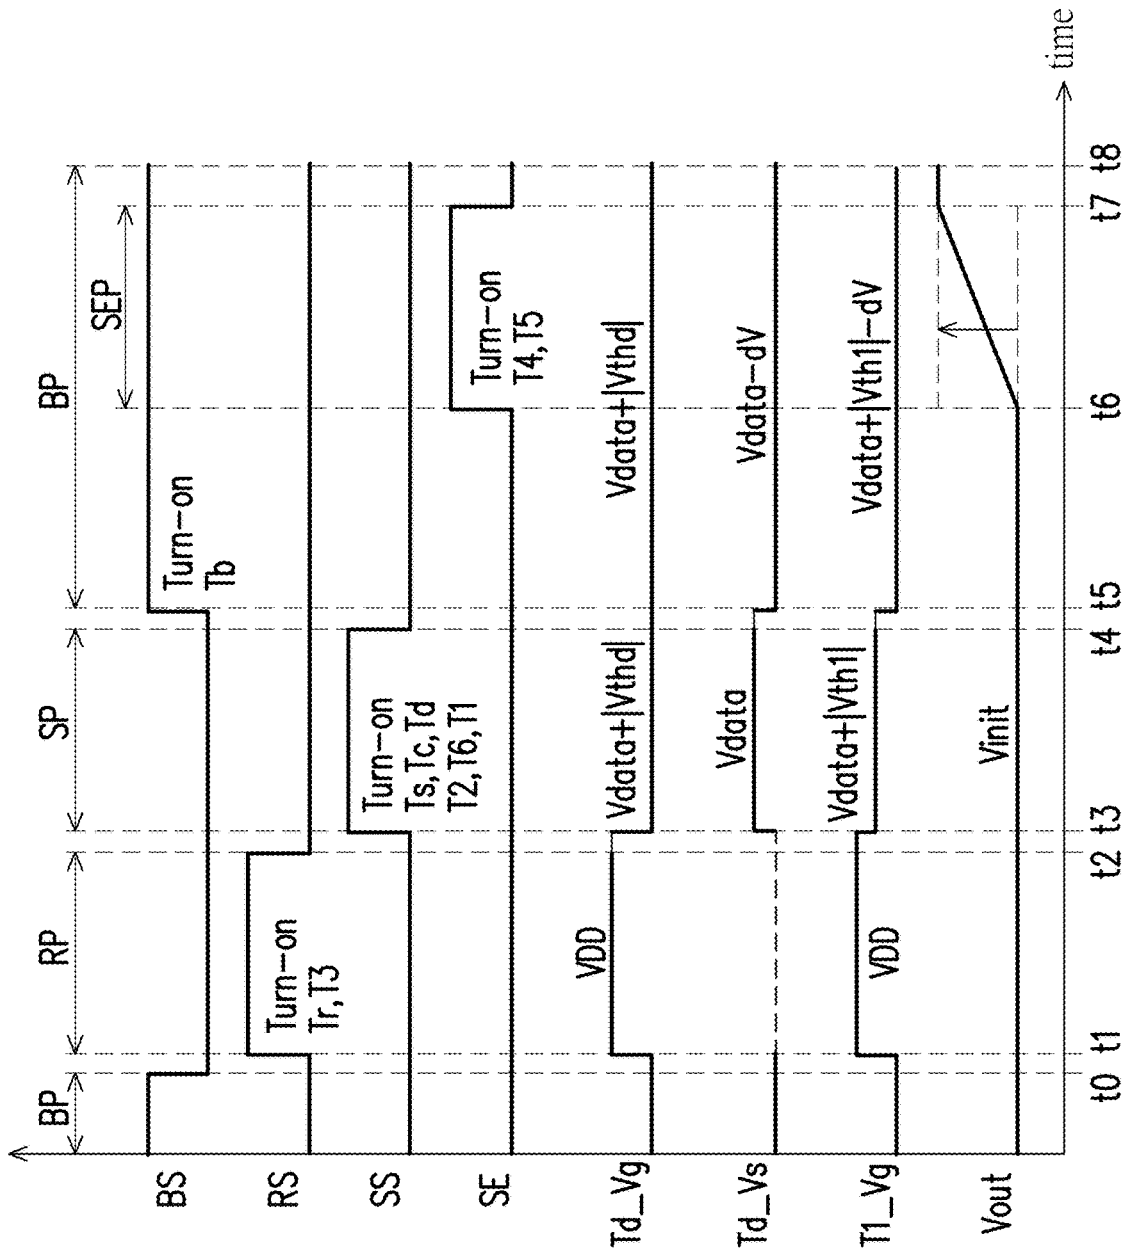 BP
RP
SP
BP
SEP
BS
Turn-on
Tb
RS
Turn-on
Tr,T3
SS
Turn-on
Ts,Tc,Td
T2,T6,T1
SE
Turn-on
T4,T5
Td_Vg
VDD
Vdata+|Vthd|
Vdata+|Vthd|
Td_Vs
Vdata
Vdata-dV
T1_Vg
VDD
Vdata+|Vth1|
Vdata+|Vth1|-dV
Vout
Vinit
t0 t1 t2 t3 t4 t5 t6 t7 t8
time